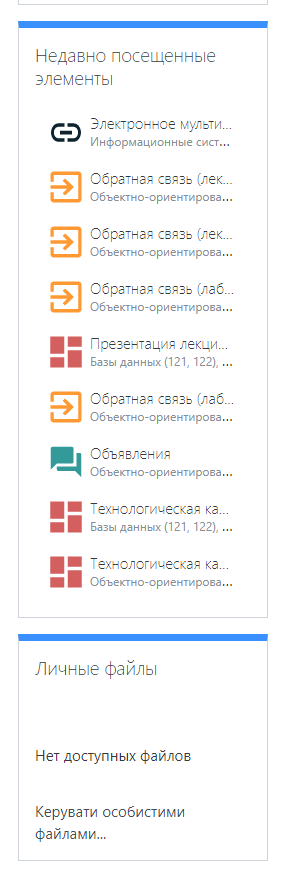 Недавно посещенные
элементы
Электронное мульти...
Информационные сист...
Обратная связь (лек...
Объектно-ориентирова...
Обратная связь (лек...
Объектно-ориентирова...
Обратная связь (лаб...
Объектно-ориентирова...
Презентация лекци...
Базы данных (121, 122), ...
Обратная связь (лаб...
Объектно-ориентирова...
Объявления
Объектно-ориентирова...
Технологическая ка...
Базы данных (121, 122), ...
Технологическая ка...
Объектно-ориентирова...
Личные файлы
Нет доступных файлов
Керувати особистими
файлами...